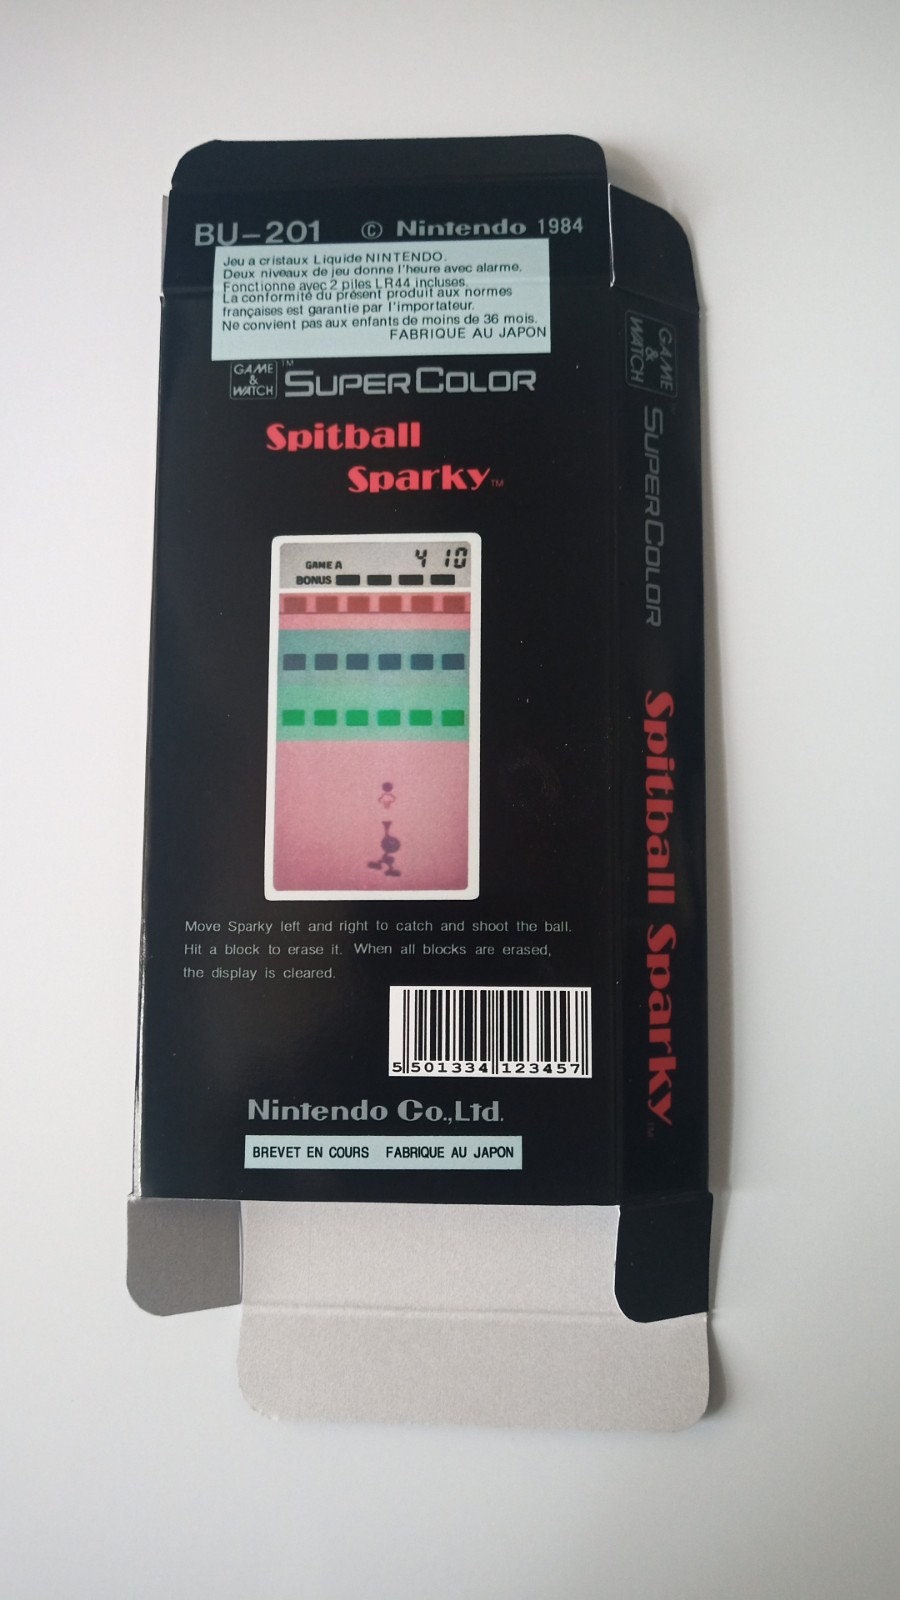 BU-201 © Nintendo 1984
Jeu a cristaux Liquide NINTENDO.
Deux niveaux de jeu donne l'heure avec alarme.
Fonctionne avec 2 piles LR44 incluses
La conformité du présent produit aux normes
françaises est garantie par l'importateur.
Ne convient pas aux enfants de moins de 36 mois.
FABRIQUE AU JAPON
GAME & WATCH ™ SUPER COLOR
Spitball
Sparky™
GAME A 4 10
BONUS
Move Sparky left and right to catch and shoot the ball.
Hit a block to erase it. When all blocks are erased,
the display is cleared.
5 501334 123457
Nintendo Co.,Ltd.
BREVET EN COURS FABRIQUE AU JAPON
GAME & WATCH ™ SUPER COLOR Spitball Sparky™